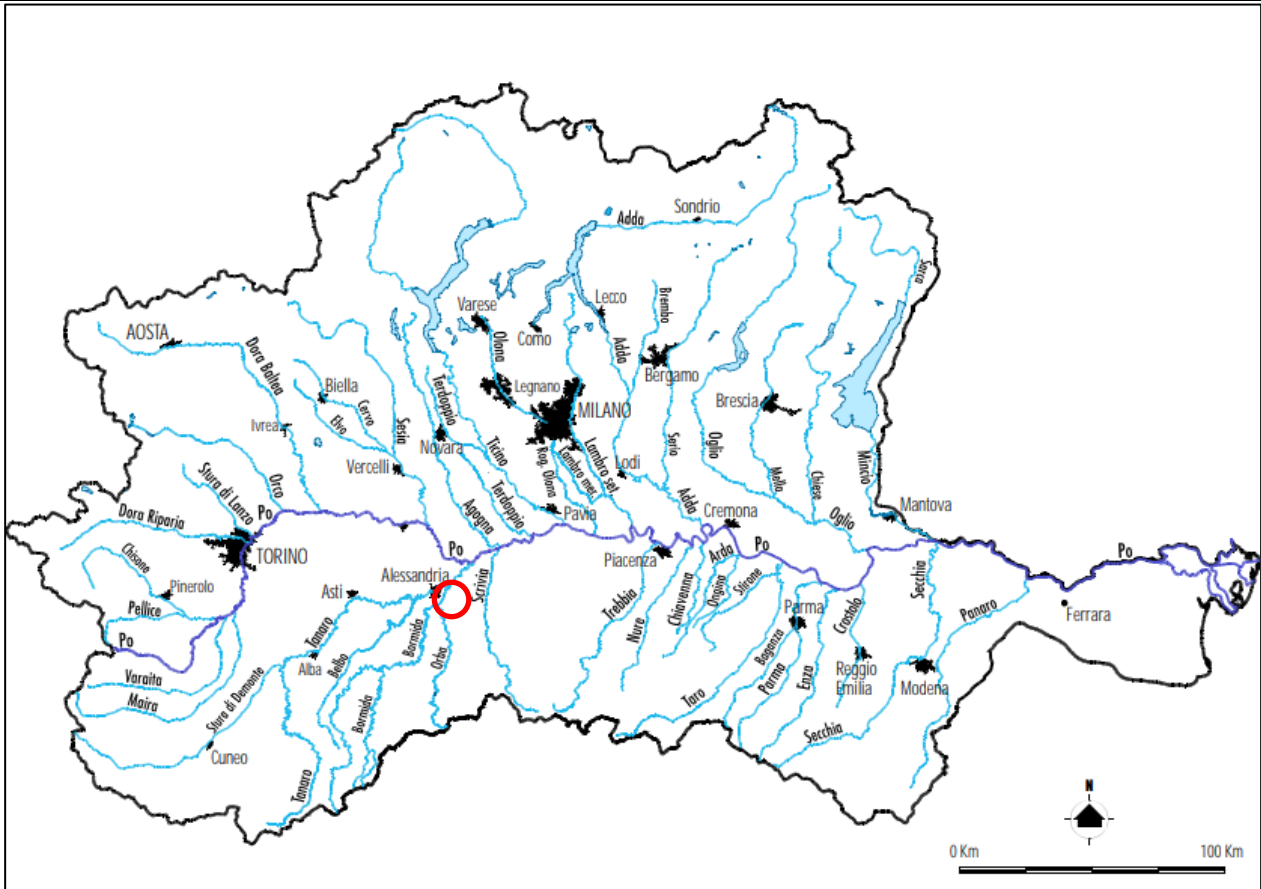 Sondrio
Adda
Sarca
Varese
Lecco
Brembo
Como
AOSTA
Olona
Adda
Dora Baltea
Bergamo
Legnano
Biella
Terdoppio
MILANO
Brescia
Cervo
Ivrea
Elvo
Sesia
Novara
Ticino
Serio
Oglio
Vercelli
Rog. Olona
Lambro mer.
Lambro set.
Lodi
Mella
Chiese
Mincio
Stura di Lanzo
Orco
Terdoppio
Agogna
Adda
Mantova
Po
Pavia
Cremona
Oglio
Dora Riparia
TORINO
Po
Piacenza
Arda
Po
Po
Chisone
Alessandria
Scrivia
Ongina
Stirone
Secchia
Pinerolo
Asti
Trebbia
Chiavenna
Panaro
Ferrara
Pellice
Tanaro
Bormida
Nure
Parma
Crostolo
Po
Belbo
Orba
Baganza
Alba
Reggio
Emilia
Modena
Varaita
Parma
Enza
Maira
Stura di Demonte
Bormida
Taro
Secchia
Cuneo
Tanaro
N
0 Km
100 Km